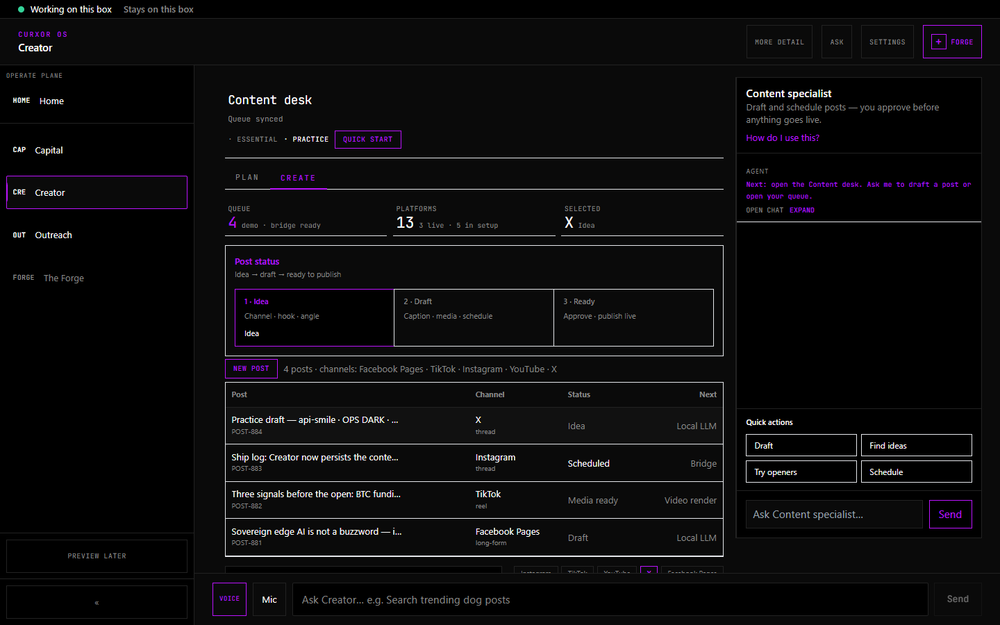 Working on this box Stays on this box
CURXOR OS
Creator
MORE DETAIL
ASK
SETTINGS
+ FORGE
OPERATE PLANE
HOME Home
CAP Capital
CRE Creator
OUT Outreach
FORGE The Forge
PREVIEW LATER
«
Content desk
Queue synced
· ESSENTIAL · PRACTICE QUICK START
PLAN CREATE
QUEUE
4 demo · bridge ready
PLATFORMS
13 3 live · 5 in setup
SELECTED
X Idea
Post status
Idea → draft → ready to publish
1 · Idea
Channel · hook · angle
Idea
2 · Draft
Caption · media · schedule
3 · Ready
Approve · publish live
NEW POST 4 posts · channels: Facebook Pages · TikTok · Instagram · YouTube · X
Post Channel Status Next
Practice draft — api-smile · OPS DARK · ... X Idea Local LLM
POST-884 thread
Ship log: Creator now persists the conte... Instagram Scheduled Bridge
POST-883 thread
Three signals before the open: BTC fundi... TikTok Media ready Video render
POST-882 reel
Sovereign edge AI is not a buzzword — i... Facebook Pages Draft Local LLM
POST-881 long-form
Instagram TikTok YouTube X Facebook Pages
Content specialist
Draft and schedule posts — you approve before
anything goes live.
How do I use this?
AGENT
Next: open the Content desk. Ask me to draft a post or
open your queue.
OPEN CHAT EXPAND
Quick actions
Draft Find ideas
Try openers Schedule
Ask Content specialist... Send
VOICE Mic Ask Creator... e.g. Search trending dog posts Send